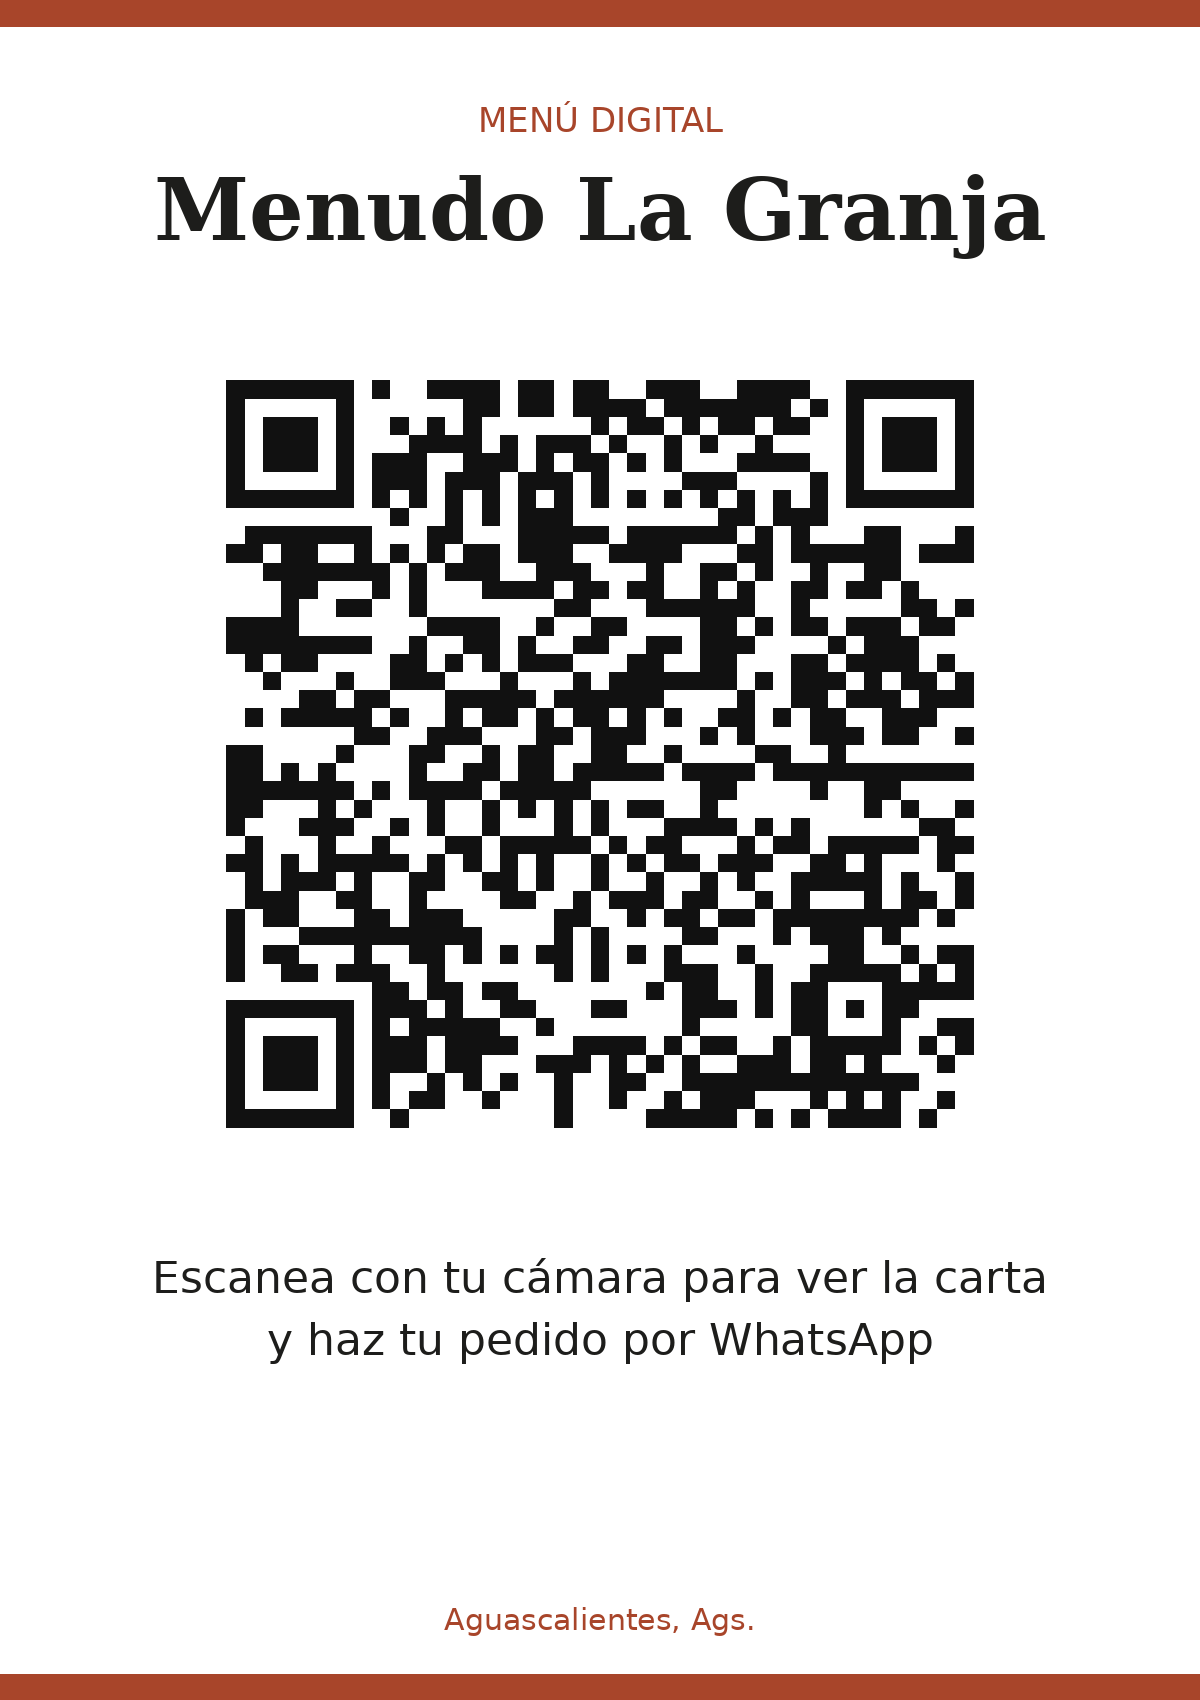 MENÚ DIGITAL
Menudo La Granja
Escanea con tu cámara para ver la carta
y haz tu pedido por WhatsApp
Aguascalientes, Ags.